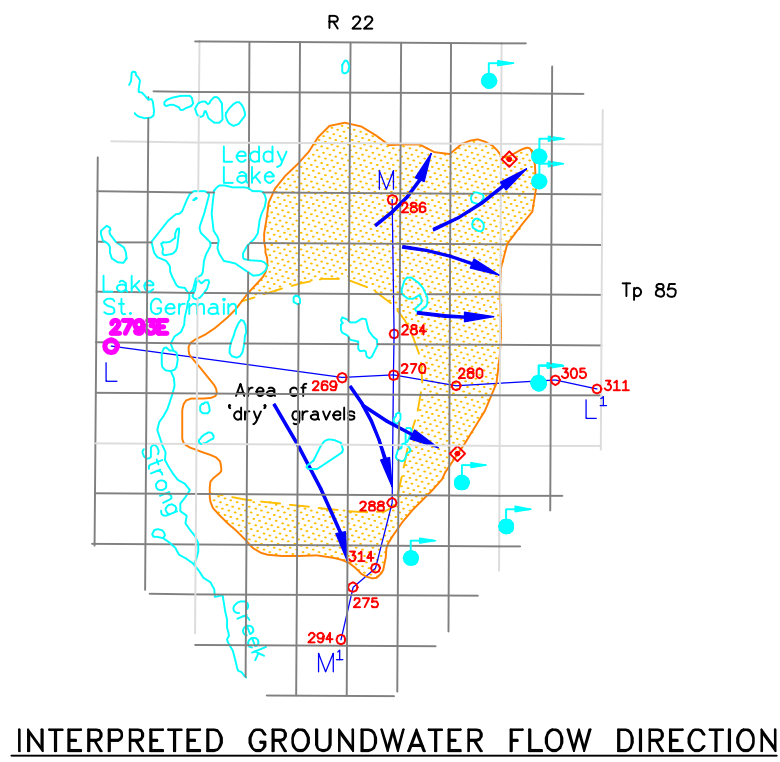 R 22
Leddy
Lake
M
286
Lake
St. Germain
Tp 85
2793E
284
L
270
269
280
305
311
Area of
'dry' gravels
L1
Strong
288
314
275
Creek
294
M1
INTERPRETED GROUNDWATER FLOW DIRECTION